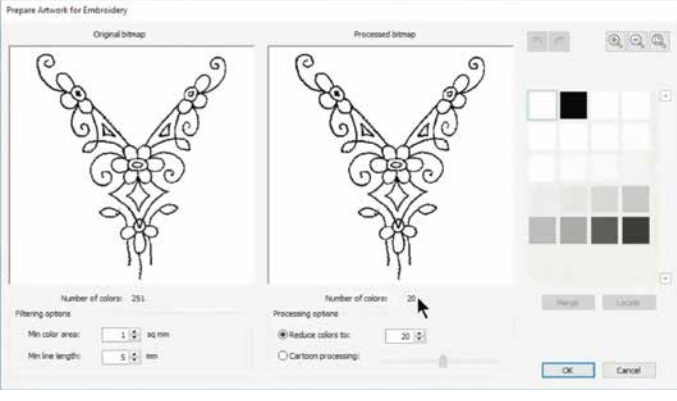 Prepare Artwork for Embroidery
Original bitmap
Processed bitmap
Number of colors: 251
Number of colors: 20
Filtering options
Processing options
Min color area: 1 sq mm
Reduce colors to: 20
Min line length: 5 mm
Cartoon processing:
Merge
Locate
OK
Cancel